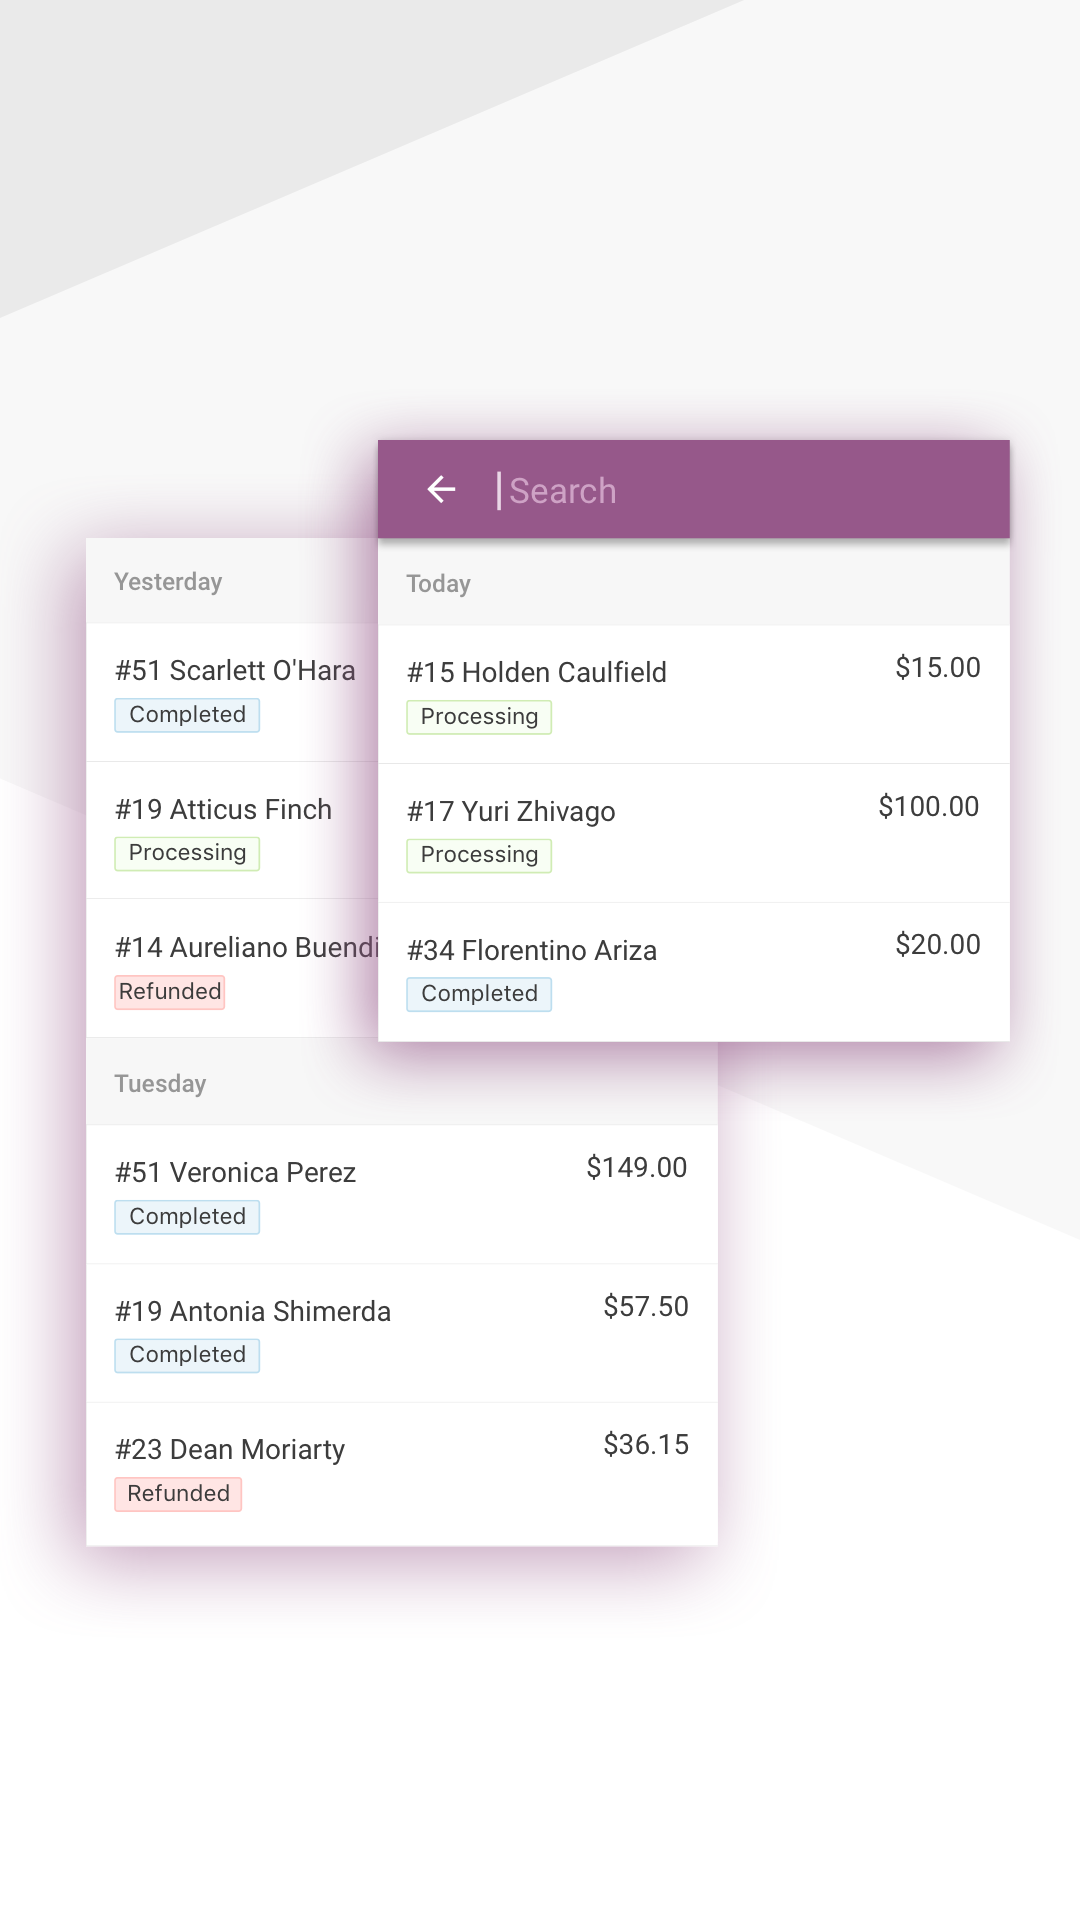 Search
Today
#15 Holden Caulfield $15.00
Processing
#17 Yuri Zhivago $100.00
Processing
#34 Florentino Ariza $20.00
Completed
Yesterday
#51 Scarlett O'Hara
Completed
#19 Atticus Finch
Processing
#14 Aureliano Buendi
Refunded
Tuesday
#51 Veronica Perez $149.00
Completed
#19 Antonia Shimerda $57.50
Completed
#23 Dean Moriarty $36.15
Refunded